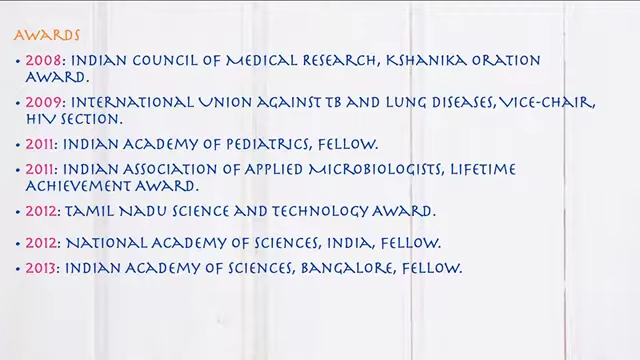 Awards
• 2008: Indian Council of Medical Research, Kshanika Oration
Award.
• 2009: International Union against TB and Lung Diseases, Vice-Chair,
HIV Section.
• 2011: Indian Academy of Pediatrics, Fellow.
• 2011: Indian Association of Applied Microbiologists, Lifetime
Achievement Award.
• 2012: Tamil Nadu Science and Technology Award.
• 2012: National Academy of Sciences, India, Fellow.
• 2013: Indian Academy of Sciences, Bangalore, Fellow.